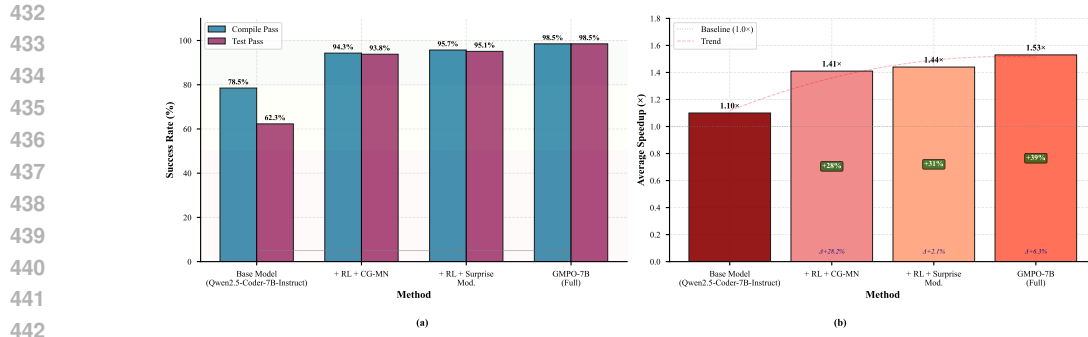 432
433
434
435
436
437
438
439
440
441
442
Compile Pass
Test Pass
100
80
60
40
20
0
Success Rate (%)
78.5%
62.3%
94.3%
93.8%
95.7%
95.1%
98.5%
98.5%
Base Model
(Qwen2.5-Coder-7B-Instruct)
+ RL + CG-MN
+ RL + Surprise
Mod.
GMPO-7B
(Full)
Method
(a)
Baseline (1.0×)
Trend
1.8
1.6
1.4
1.2
1.0
0.8
0.6
0.4
0.2
0.0
Average Speedup (×)
1.10×
1.41×
1.44×
1.53×
+28%
+31%
+39%
Δ+28.2%
Δ+2.1%
Δ+6.3%
Base Model
(Qwen2.5-Coder-7B-Instruct)
+ RL + CG-MN
+ RL + Surprise
Mod.
GMPO-7B
(Full)
Method
(b)